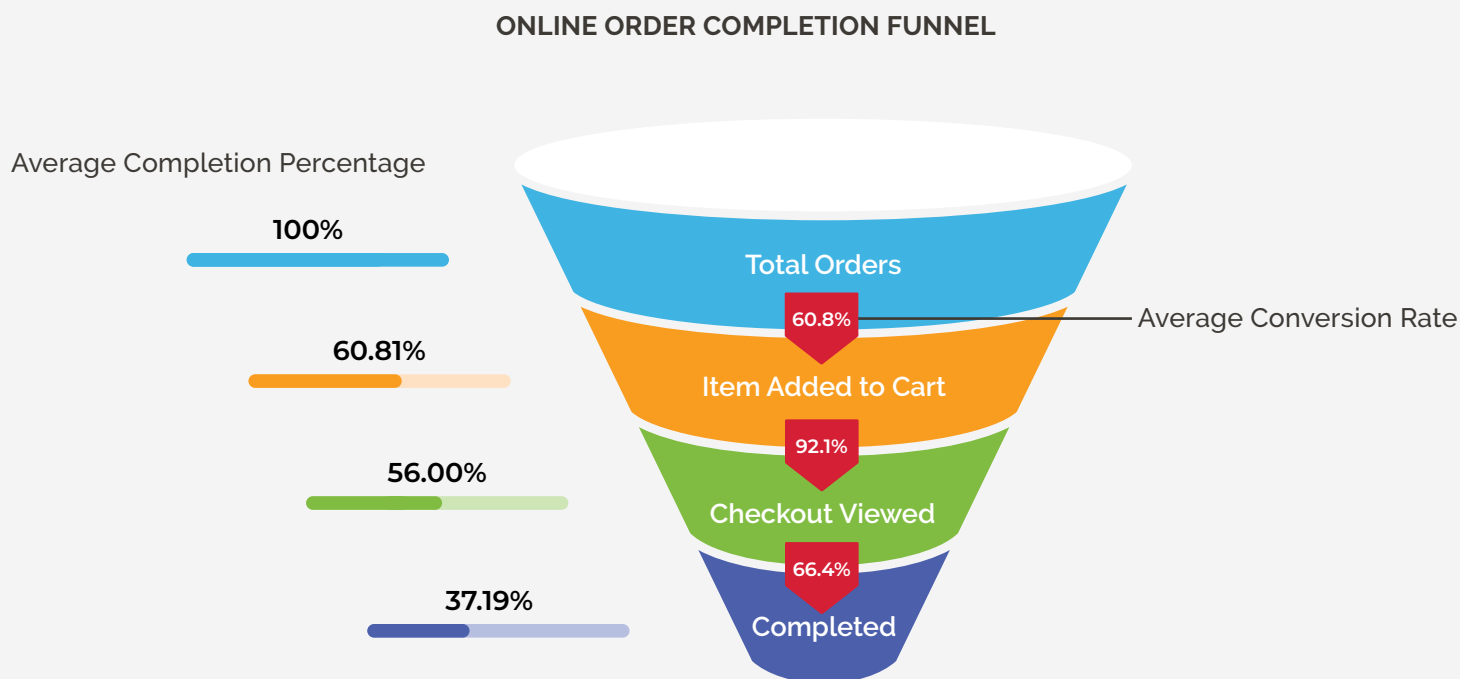 ONLINE ORDER COMPLETION FUNNEL
Average Completion Percentage
100%
Total Orders
60.8%
Average Conversion Rate
60.81%
Item Added to Cart
92.1%
56.00%
Checkout Viewed
66.4%
37.19%
Completed